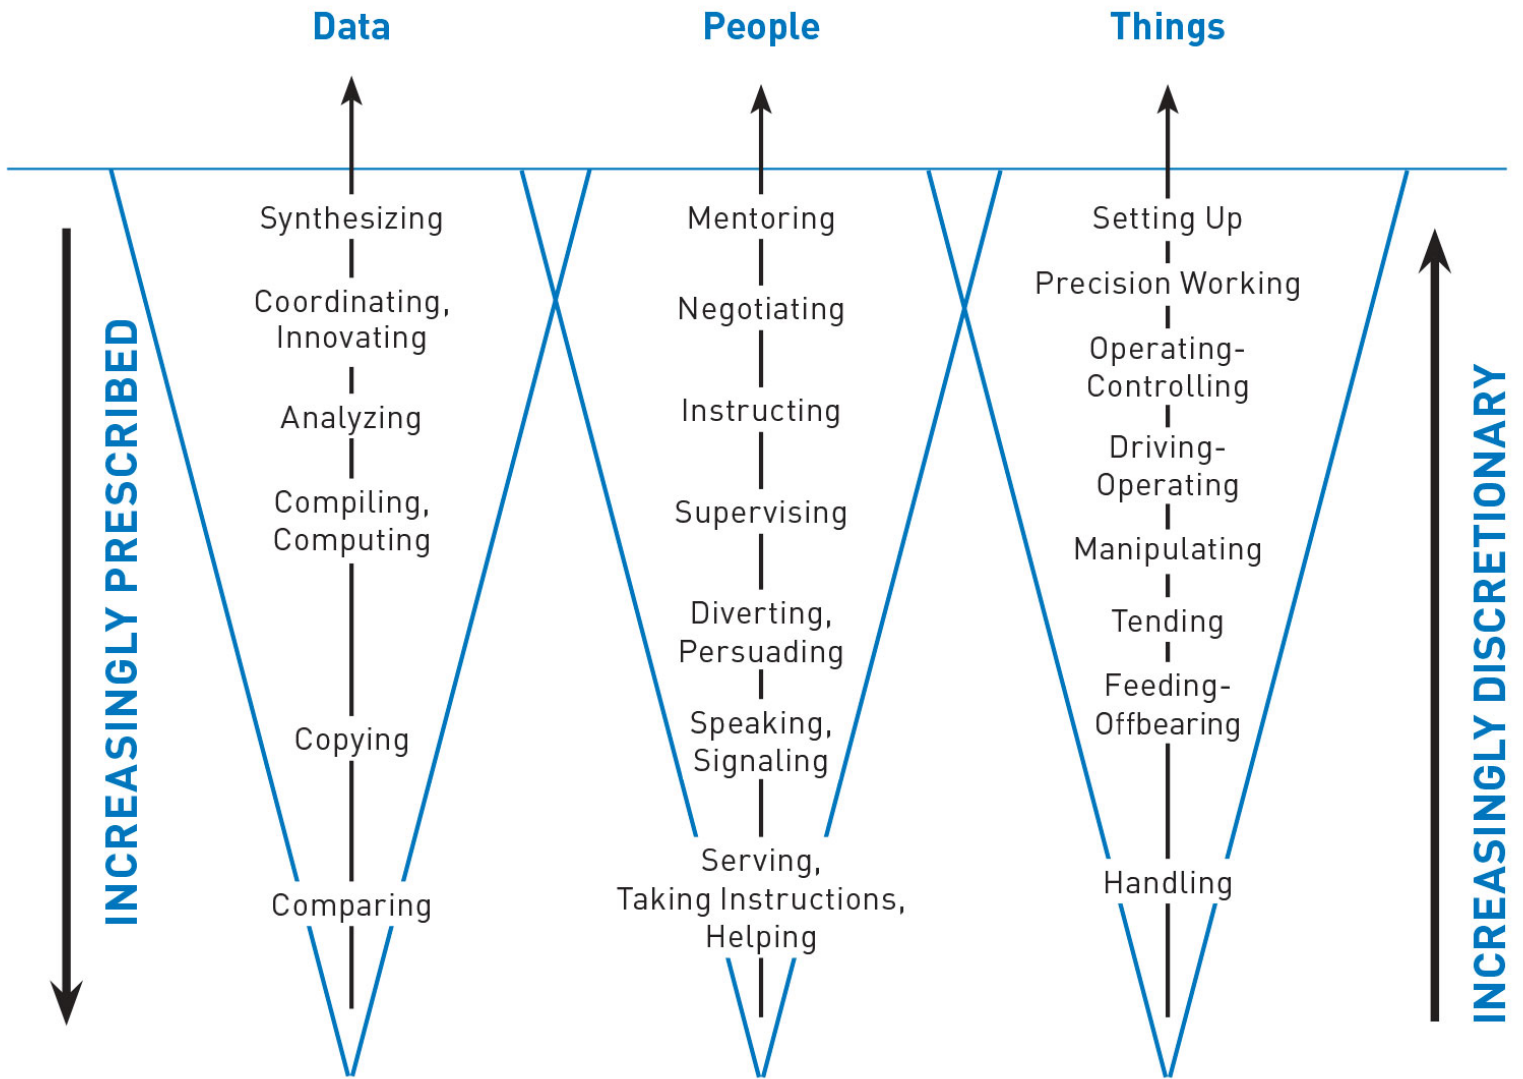 Data
People
Things
INCREASINGLY PRESCRIBED
Synthesizing
Coordinating,
Innovating
Analyzing
Compiling,
Computing
Copying
Comparing
Mentoring
Negotiating
Instructing
Supervising
Diverting,
Persuading
Speaking,
Signaling
Serving,
Taking Instructions,
Helping
Setting Up
Precision Working
Operating-
Controlling
Driving-
Operating
Manipulating
Tending
Feeding-
Offbearing
Handling
INCREASINGLY DISCRETIONARY